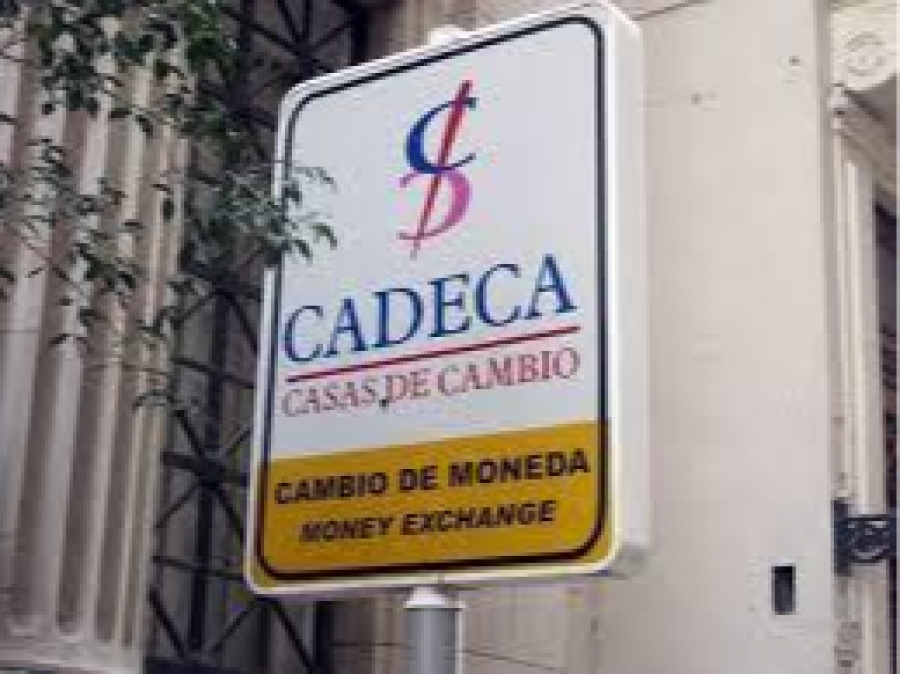 CADECA
CASAS DE CAMBIO
CAMBIO DE MONEDA
MONEY EXCHANGE